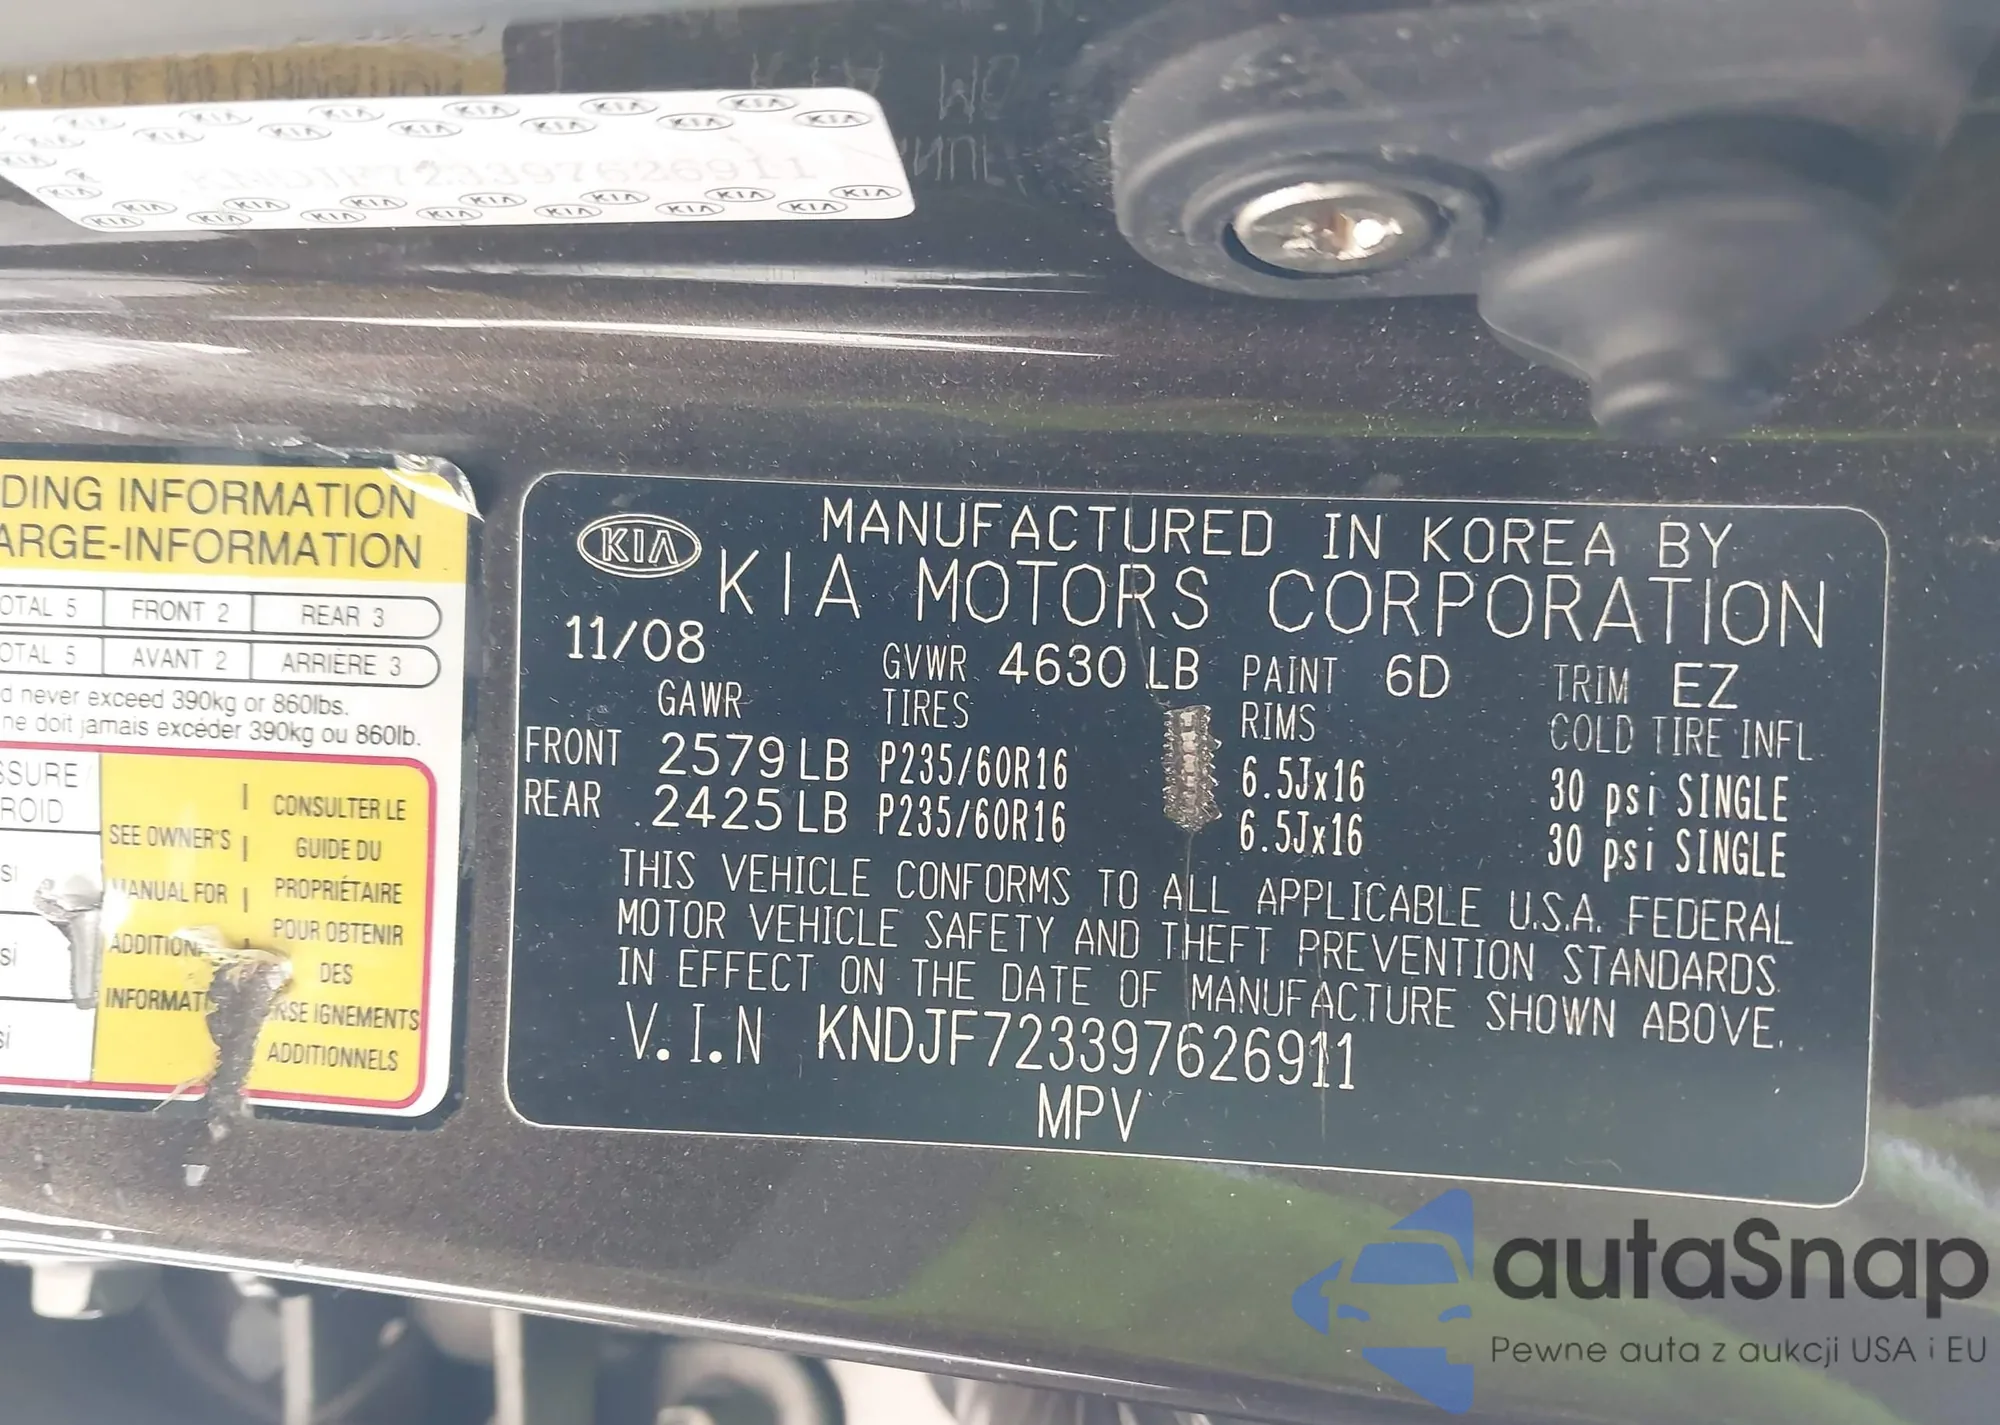 KNDJF723397626911
DING INFORMATION
ARGE-INFORMATION
OTAL 5 FRONT 2 REAR 3
OTAL 5 AVANT 2 ARRIÈRE 3
d never exceed 390kg or 860lbs.
ne doit jamais excéder 390kg ou 860lb.
SSURE
ROID
SEE OWNER'S
MANUAL FOR
ADDITION
INFORMATI
CONSULTER LE
GUIDE DU
PROPRIÉTAIRE
POUR OBTENIR
DES
NSEIGNEMENTS
ADDITIONNELS
KIA
MANUFACTURED IN KOREA BY
KIA MOTORS CORPORATION
11/08 GVWR 4630 LB PAINT 6D TRIM EZ
GAWR TIRES RIMS COLD TIRE INFL
FRONT 2579 LB P235/60R16 6.5Jx16 30 psi SINGLE
REAR 2425 LB P235/60R16 6.5Jx16 30 psi SINGLE
THIS VEHICLE CONFORMS TO ALL APPLICABLE U.S.A. FEDERAL
MOTOR VEHICLE SAFETY AND THEFT PREVENTION STANDARDS
IN EFFECT ON THE DATE OF MANUFACTURE SHOWN ABOVE.
V.I.N KNDJF723397626911
MPV
autaSnap
Pewne auta z aukcji USA i EU